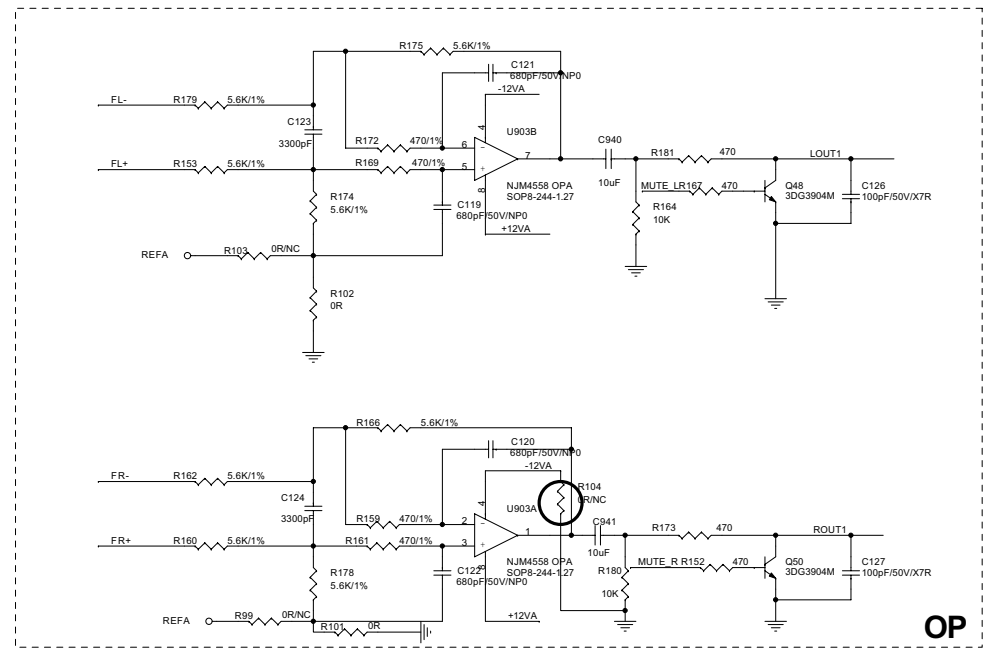 R175 5.6K/1%
C121
680pF/50V/NP0
-12VA
FL- R179 5.6K/1%
C123
3300pF
4
U903B
R172 470/1% 6
7
C940
10uF
R181 470 LOUT1
FL+ R153 5.6K/1%
R169 470/1% 5
8
NJM4558 OPA
SOP8-244-1.27
MUTE_L R167 470
Q48
3DG3904M
C126
100pF/50V/X7R
R174
5.6K/1%
C119
680pF/50V/NP0
R164
10K
+12VA
REFA R103 0R/NC
R102
0R
R166 5.6K/1%
C120
680pF/50V/NP0
-12VA
FR- R162 5.6K/1%
C124
3300pF
4
U903A
R104
0R/NC
R159 470/1% 2
1
C941
10uF
R173 470 ROUT1
FR+ R160 5.6K/1%
R161 470/1% 3
8
NJM4558 OPA
SOP8-244-1.27
MUTE_R R152 470
Q50
3DG3904M
C127
100pF/50V/X7R
R178
5.6K/1%
C122
680pF/50V/NP0
R180
10K
+12VA
REFA R99 0R/NC
R101 0R
OP